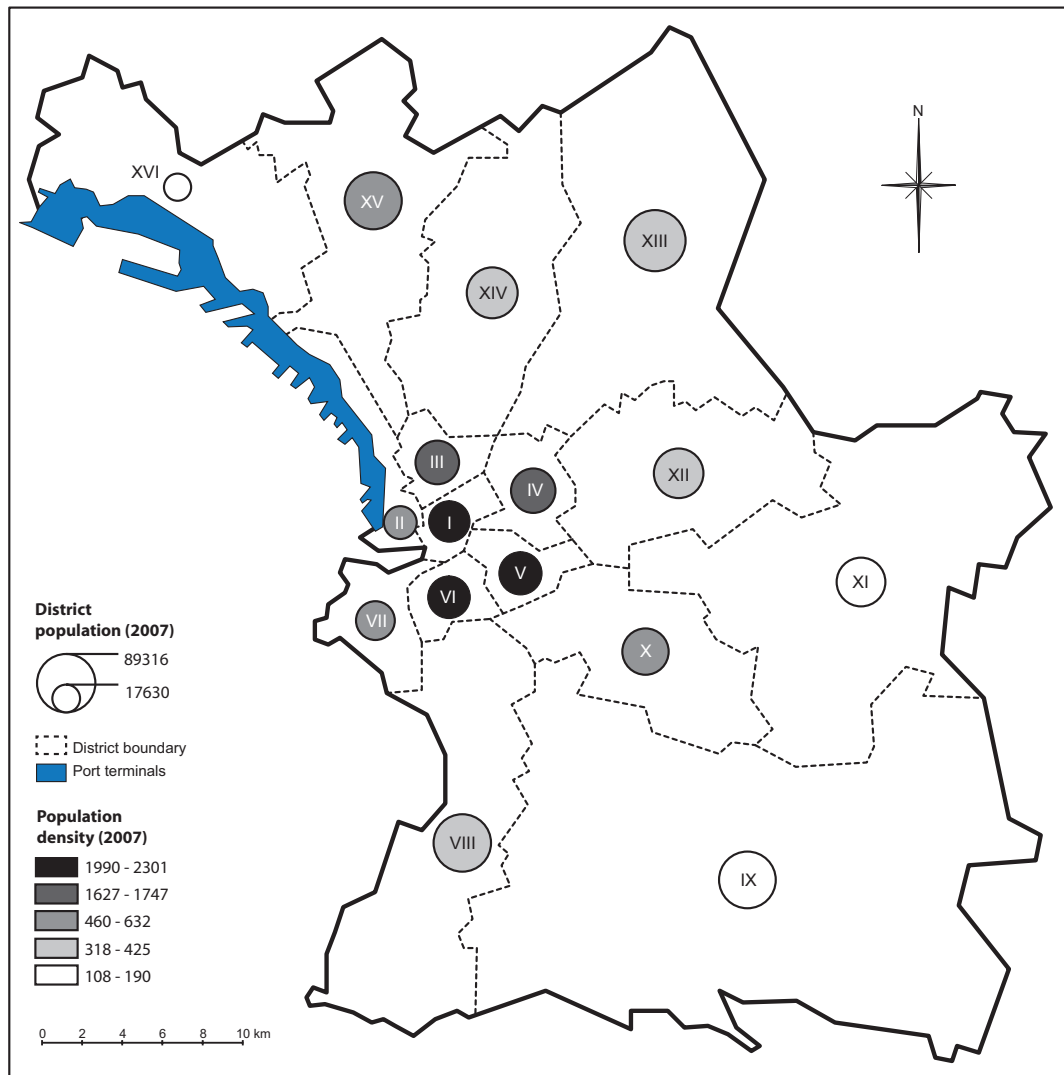 N
XVI
XV
XIII
XIV
III
IV
XII
II
I
V
XI
VI
VII
X
VIII
IX
District
population (2007)
89316
17630
District boundary
Port terminals
Population
density (2007)
1990 - 2301
1627 - 1747
460 - 632
318 - 425
108 - 190
0 2 4 6 8 10 km